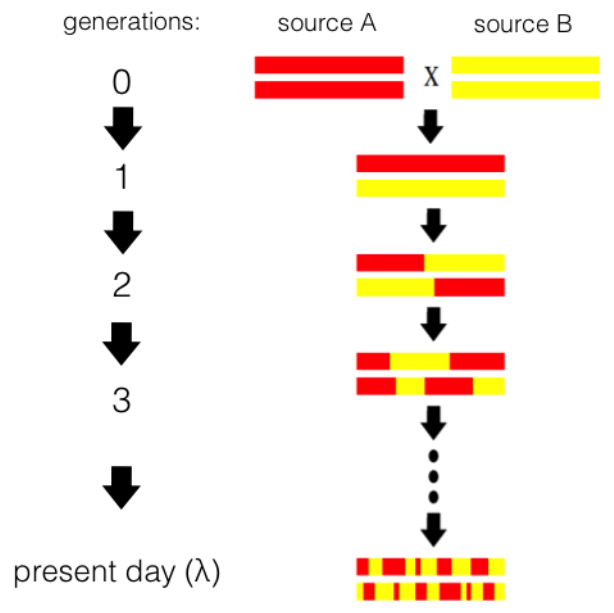 generations: source A source B
0 X
1
2
3
present day (λ)